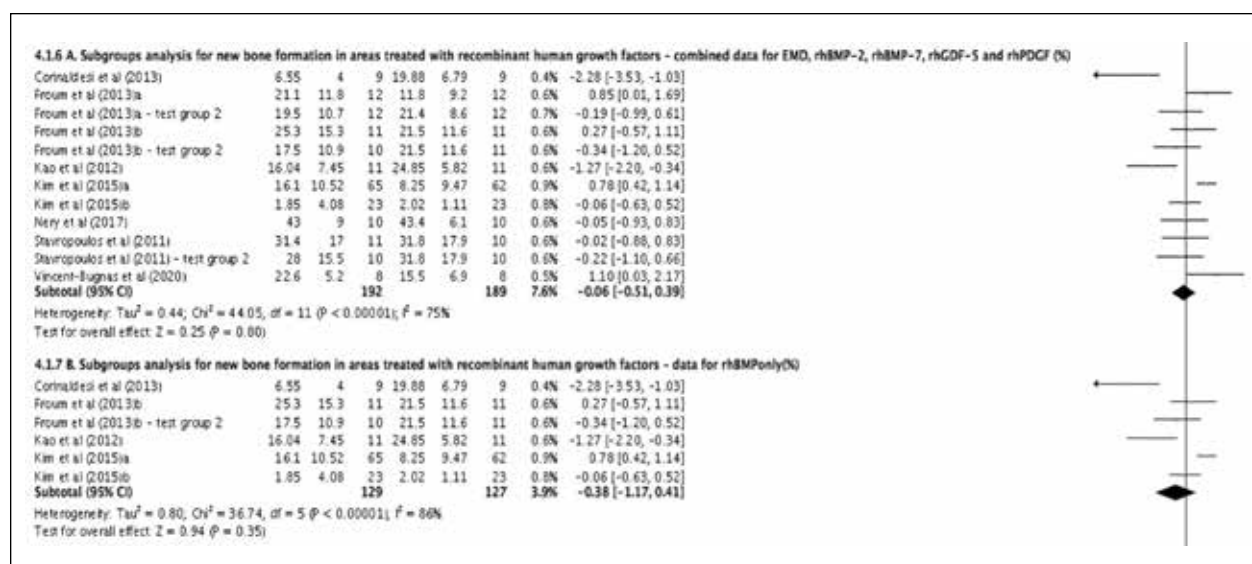 4.1.6 A. Subgroups analysis for new bone formation in areas treated with recombinant human growth factors – combined data for EMD, rhBMP-2, rhBMP-7, rhGDF-5 and rhPDGF (%)
Corinaldesi et al (2013) 6.55 4 9 19.88 6.79 9 0.4% -2.28 [-3.53, -1.03]
Froum et al (2013)a 21.1 11.8 12 11.8 9.2 12 0.6% 0.85 [0.01, 1.69]
Froum et al (2013)a - test group 2 19.5 10.7 12 21.4 8.6 12 0.7% -0.19 [-0.99, 0.61]
Froum et al (2013)b 25.3 15.3 11 21.5 11.6 11 0.6% 0.27 [-0.57, 1.11]
Froum et al (2013)b - test group 2 17.5 10.9 10 21.5 11.6 11 0.6% -0.34 [-1.20, 0.52]
Kao et al (2012) 16.04 7.45 11 24.85 5.82 11 0.6% -1.27 [-2.20, -0.34]
Kim et al (2015)a 16.1 10.52 65 8.25 9.47 62 0.9% 0.78 [0.42, 1.14]
Kim et al (2015)b 1.85 4.08 23 2.02 1.11 23 0.8% -0.06 [-0.63, 0.52]
Nery et al (2017) 43 9 10 43.4 6.1 10 0.6% -0.05 [-0.93, 0.83]
Stavropoulos et al (2011) 31.4 17 11 31.8 17.9 10 0.6% -0.02 [-0.88, 0.83]
Stavropoulos et al (2011) - test group 2 28 15.5 10 31.8 17.9 10 0.6% -0.22 [-1.10, 0.66]
Vincent-Bugnas et al (2020) 22.6 5.2 8 15.5 6.9 8 0.5% 1.10 [0.03, 2.17]
Subtotal (95% CI) 192 189 7.6% -0.06 [-0.51, 0.39]
Heterogeneity: Tau² = 0.44; Chi² = 44.05, df = 11 (P < 0.00001); I² = 75%
Test for overall effect: Z = 0.25 (P = 0.80)
4.1.7 B. Subgroups analysis for new bone formation in areas treated with recombinant human growth factors – data for rhBMPonly(%)
Corinaldesi et al (2013) 6.55 4 9 19.88 6.79 9 0.4% -2.28 [-3.53, -1.03]
Froum et al (2013)b 25.3 15.3 11 21.5 11.6 11 0.6% 0.27 [-0.57, 1.11]
Froum et al (2013)b - test group 2 17.5 10.9 10 21.5 11.6 11 0.6% -0.34 [-1.20, 0.52]
Kao et al (2012) 16.04 7.45 11 24.85 5.82 11 0.6% -1.27 [-2.20, -0.34]
Kim et al (2015)a 16.1 10.52 65 8.25 9.47 62 0.9% 0.78 [0.42, 1.14]
Kim et al (2015)b 1.85 4.08 23 2.02 1.11 23 0.8% -0.06 [-0.63, 0.52]
Subtotal (95% CI) 129 127 3.9% -0.38 [-1.17, 0.41]
Heterogeneity: Tau² = 0.80; Chi² = 36.74, df = 5 (P < 0.00001); I² = 86%
Test for overall effect: Z = 0.94 (P = 0.35)